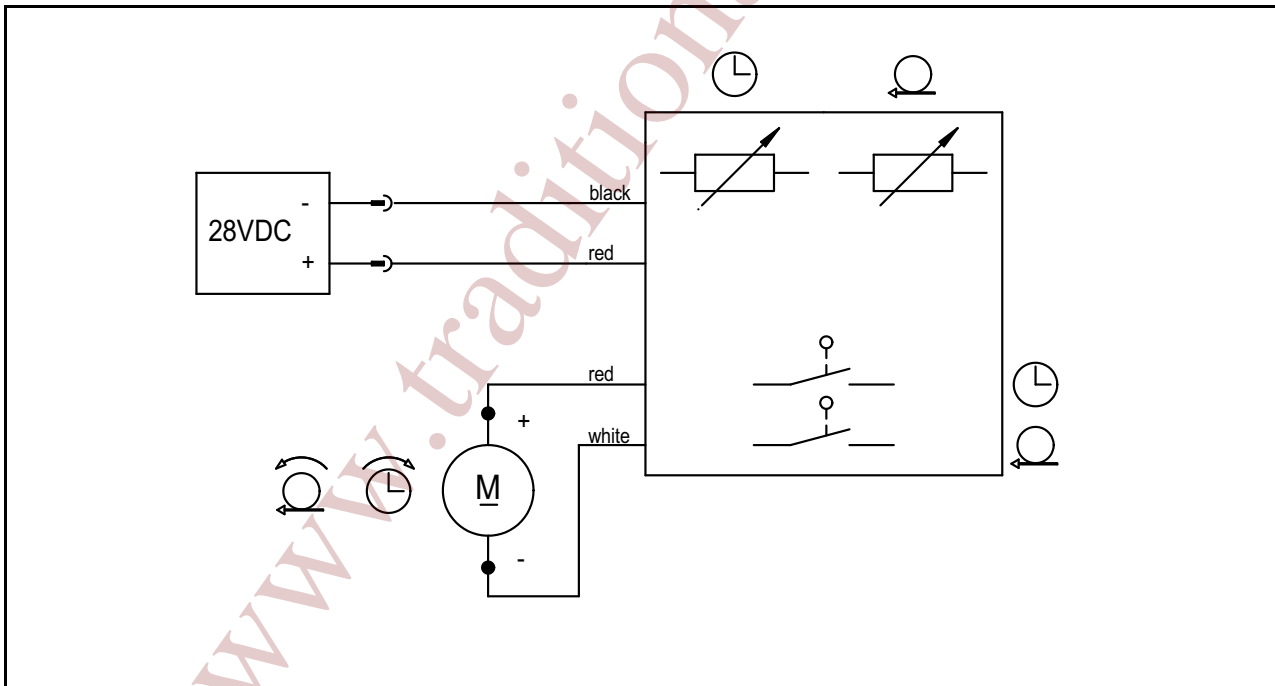 black
28VDC
-
+
red
red
+
white
M
-
www.tradition